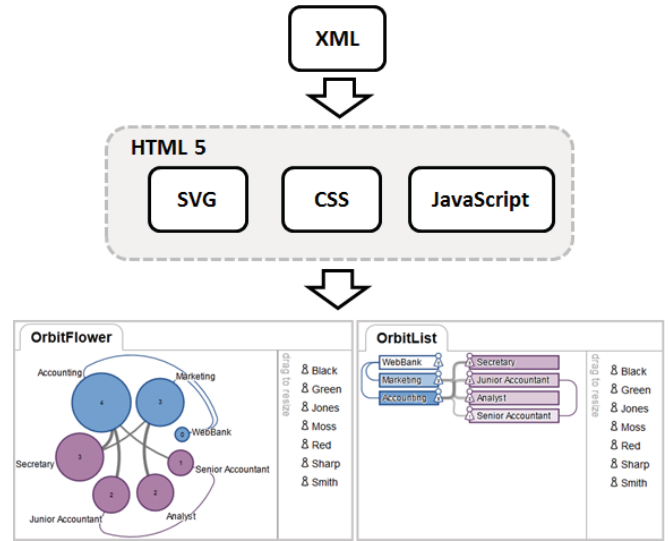 XML
HTML 5
SVG
CSS
JavaScript
OrbitFlower
Accounting
Marketing
4
3
0
WebBank
3
1
Secretary
Senior Accountant
2
2
Junior Accountant
Analyst
drag to resize
Black
Green
Jones
Moss
Red
Sharp
Smith
OrbitList
WebBank
Marketing
Accounting
Secretary
Junior Accountant
Analyst
Senior Accountant
drag to resize
Black
Green
Jones
Moss
Red
Sharp
Smith